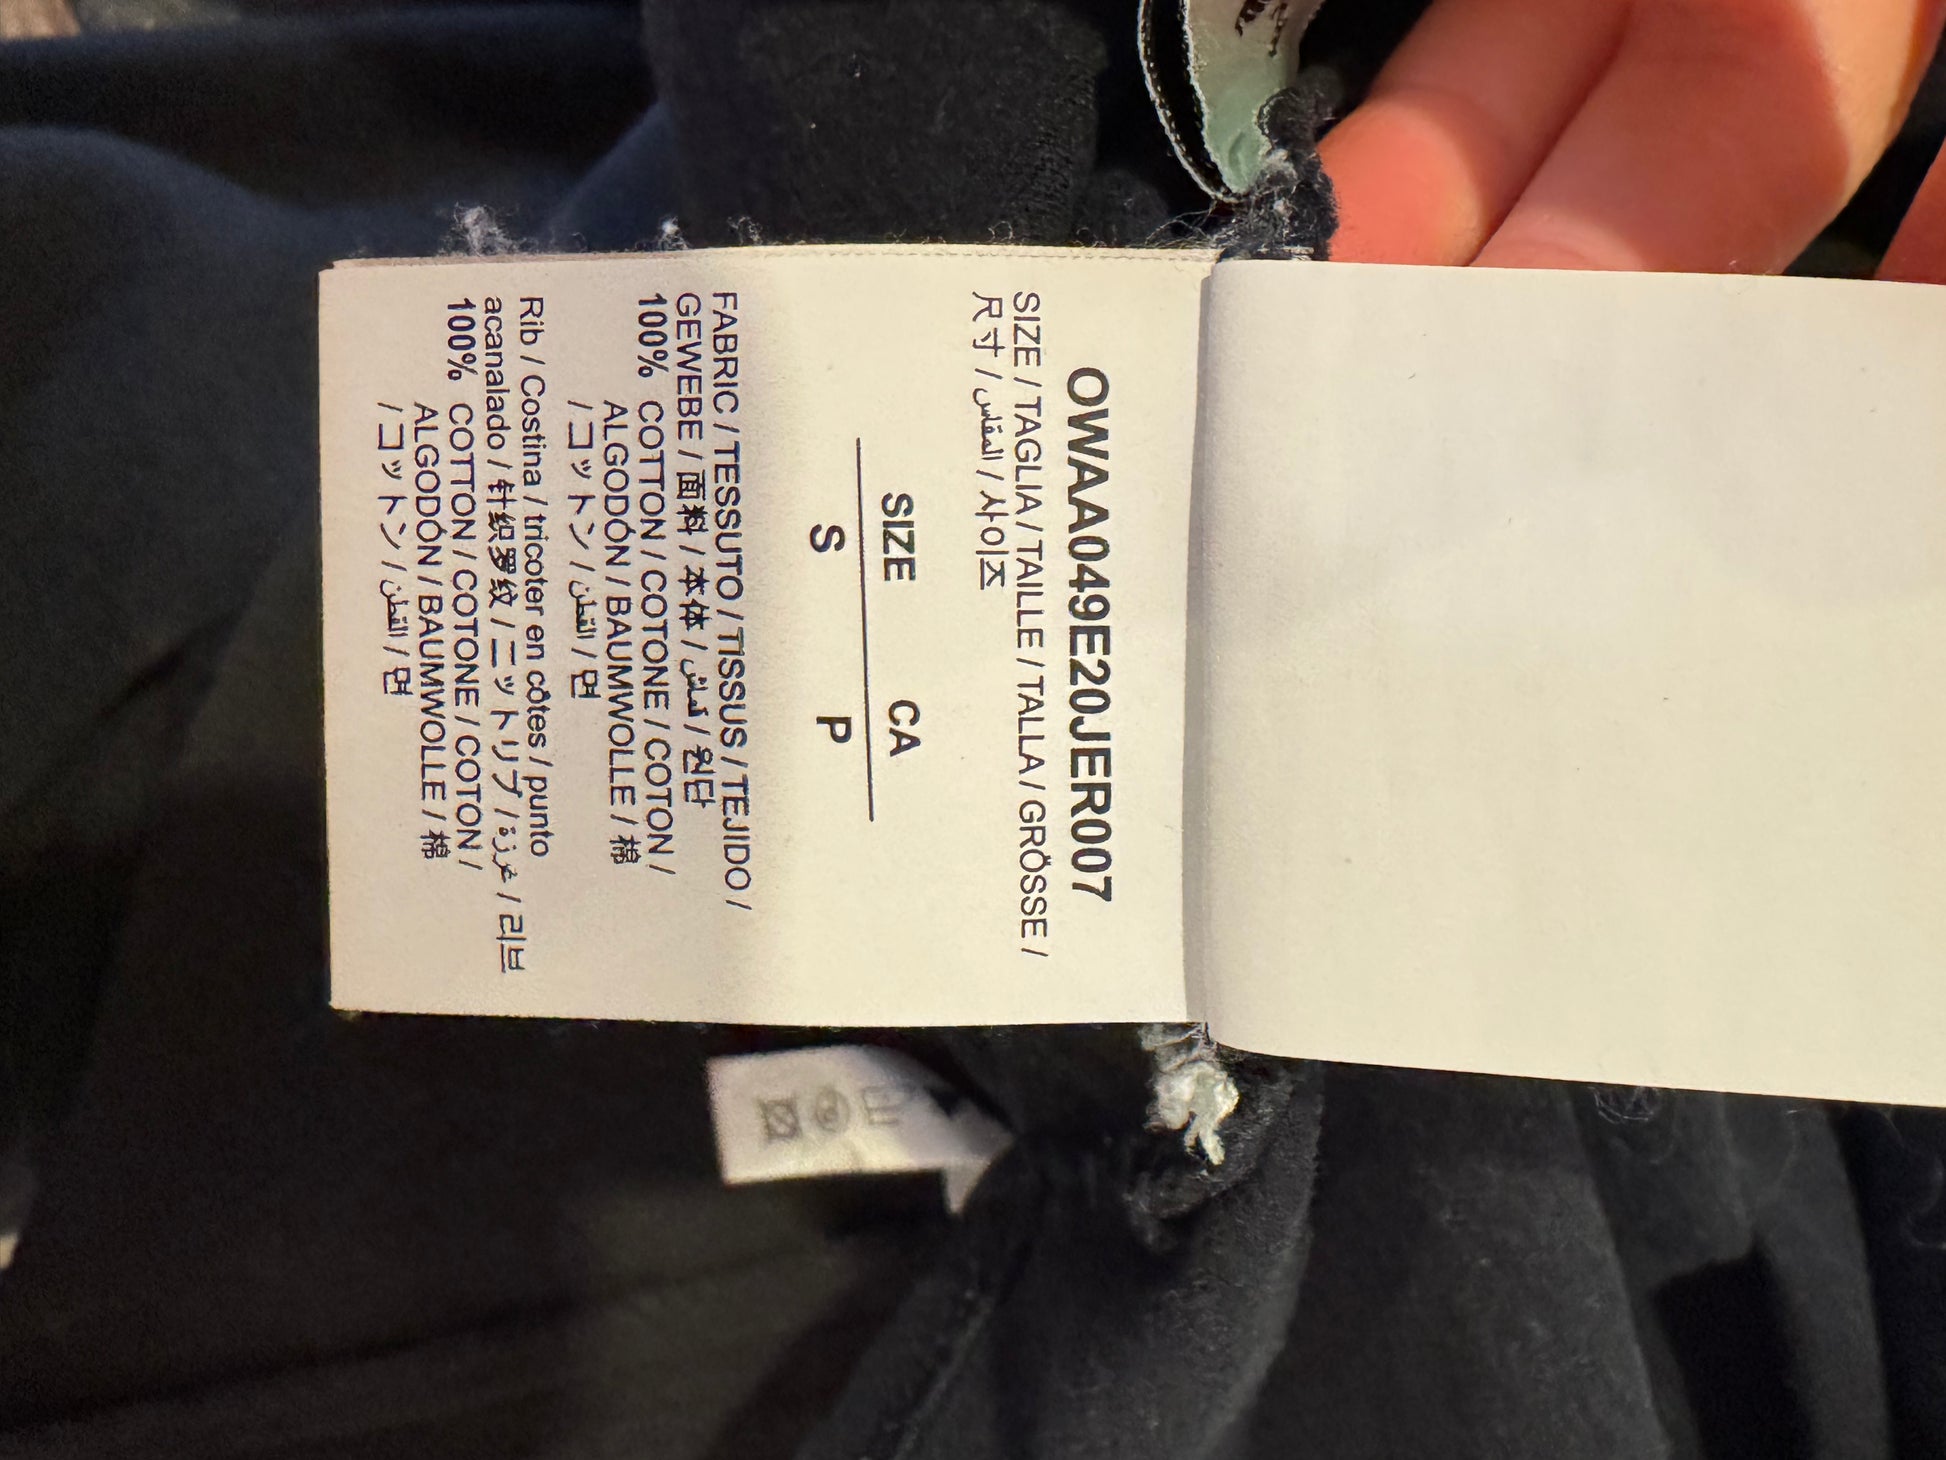 OWAA049E20JER007
SIZE / TAGLIA / TAILLE / TALLA / GRÖSSE /
尺寸 / المقاس / 사이즈
SIZE CA
S P
FABRIC / TESSUTO / TISSUS / TEJIDO /
GEWEBE / 面料 / 本体 / قماش / 원단
100% COTTON / COTONE / COTON /
ALGODÓN / BAUMWOLLE / 棉
/ コットン / القطن / 면
Rib / Costina / tricoter en côtes / punto
acanalado / 针织罗纹 / ニットリブ / غرزة / 리브
100% COTTON / COTONE / COTON /
ALGODÓN / BAUMWOLLE / 棉
/ コットン / القطن / 면